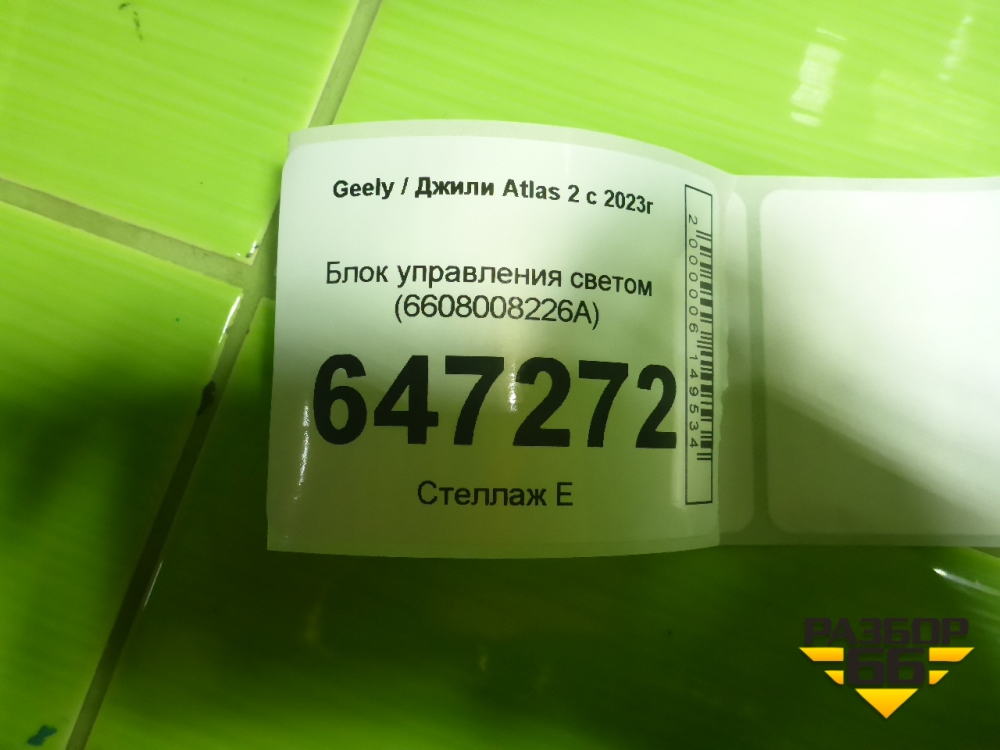 Geely / Джили Atlas 2 с 2023г
Блок управления светом
(6608008226A)
647272
Стеллаж Е
2000006149534
РАЗБОР
66